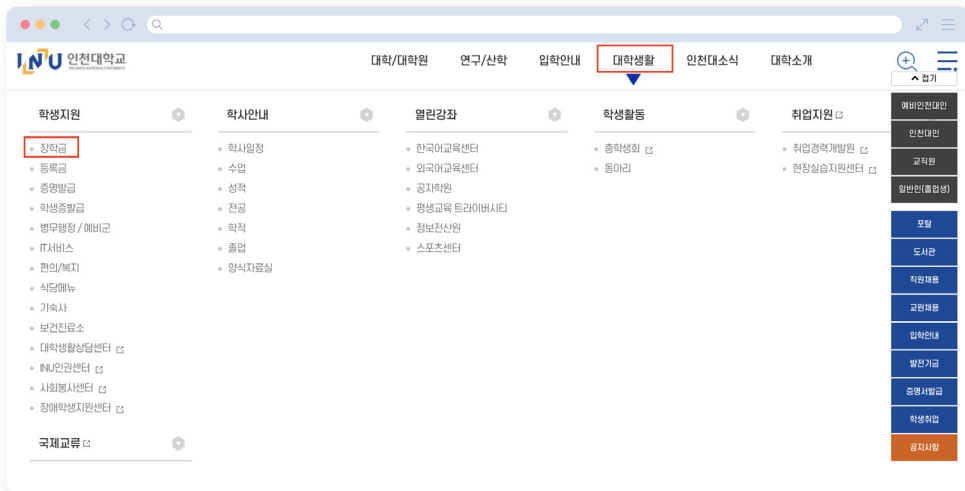 INU 인천대학교
대학/대학원 연구/산학 입학안내 대학생활 인천대소식 대학소개
접기
학생지원
장학금
등록금
증명발급
학생증발급
병무행정 / 예비군
IT서비스
편의/복지
식당메뉴
기숙사
보건진료소
대학생활상담센터
INU인권센터
사회봉사센터
장애학생지원센터
국제교류
학사안내
학사일정
수업
성적
전공
학적
졸업
양식자료실
열린강좌
한국어교육센터
외국어교육센터
공자학원
평생교육 트라이버시티
정보전산원
스포츠센터
학생활동
총학생회
동아리
취업지원
취업경력개발원
현장실습지원센터
예비인천대인
인천대인
교직원
일반인(졸업생)
포탈
도서관
직원채용
교원채용
입학안내
발전기금
증명서발급
학생취업
공지사항